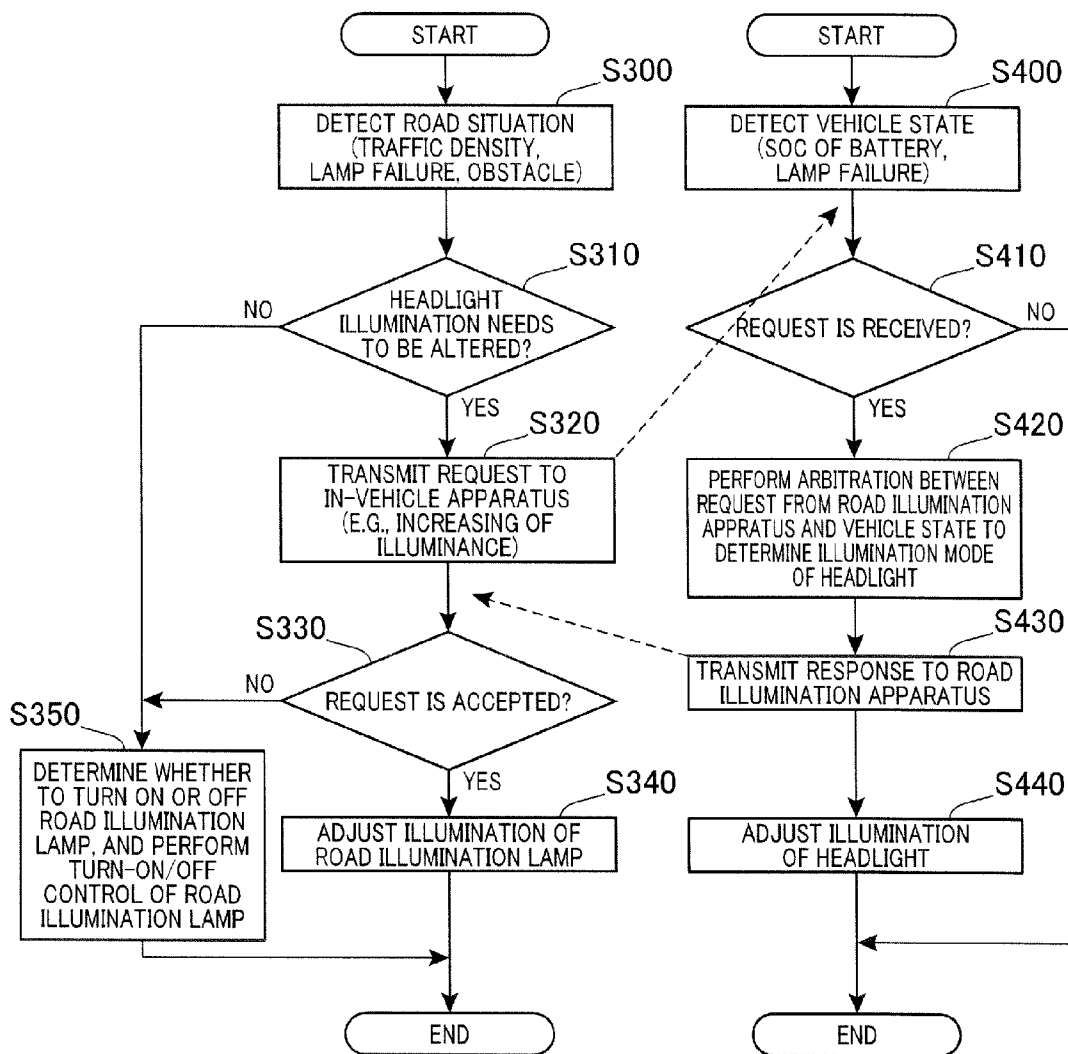 START
S300
DETECT ROAD SITUATION
(TRAFFIC DENSITY,
LAMP FAILURE, OBSTACLE)
S310
HEADLIGHT
ILLUMINATION NEEDS
TO BE ALTERED?
NO
YES
S320
TRANSMIT REQUEST TO
IN-VEHICLE APPARATUS
(E.G., INCREASING OF
ILLUMINANCE)
S330
REQUEST IS ACCEPTED?
NO
YES
S350
DETERMINE WHETHER
TO TURN ON OR OFF
ROAD ILLUMINATION
LAMP, AND PERFORM
TURN-ON/OFF
CONTROL OF ROAD
ILLUMINATION LAMP
S340
ADJUST ILLUMINATION OF
ROAD ILLUMINATION LAMP
END
START
S400
DETECT VEHICLE STATE
(SOC OF BATTERY,
LAMP FAILURE)
S410
REQUEST IS RECEIVED?
NO
YES
S420
PERFORM ARBITRATION BETWEEN
REQUEST FROM ROAD ILLUMINATION
APPRATUS AND VEHICLE STATE TO
DETERMINE ILLUMINATION MODE
OF HEADLIGHT
S430
TRANSMIT RESPONSE TO ROAD
ILLUMINATION APPARATUS
S440
ADJUST ILLUMINATION
OF HEADLIGHT
END